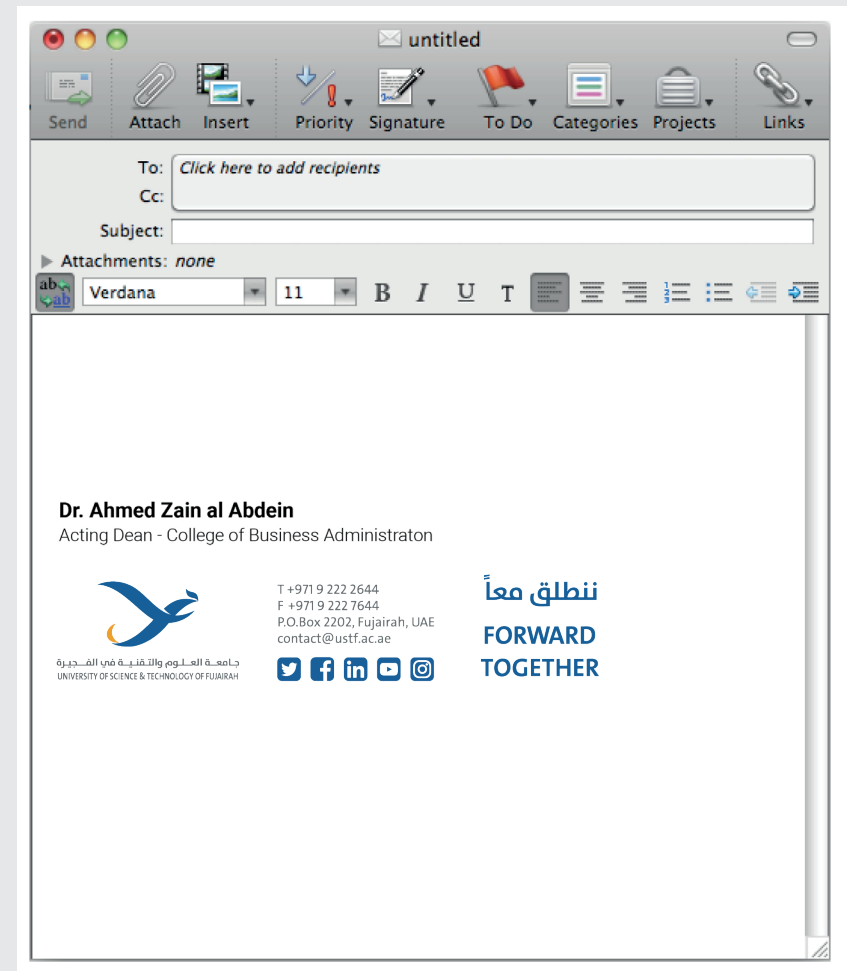 untitled
Send Attach Insert Priority Signature To Do Categories Projects Links
To: Click here to add recipients
Cc:
Subject:
Attachments: none
abc ab Verdana 11 B I U T
Dr. Ahmed Zain al Abdein
Acting Dean - College of Business Administraton
جامعة العلوم والتقنية في الفجيرة
UNIVERSITY OF SCIENCE & TECHNOLOGY OF FUJAIRAH
T +971 9 222 2644
F +971 9 222 7644
P.O.Box 2202, Fujairah, UAE
contact@ustf.ac.ae
ننطلق معاً
FORWARD
TOGETHER